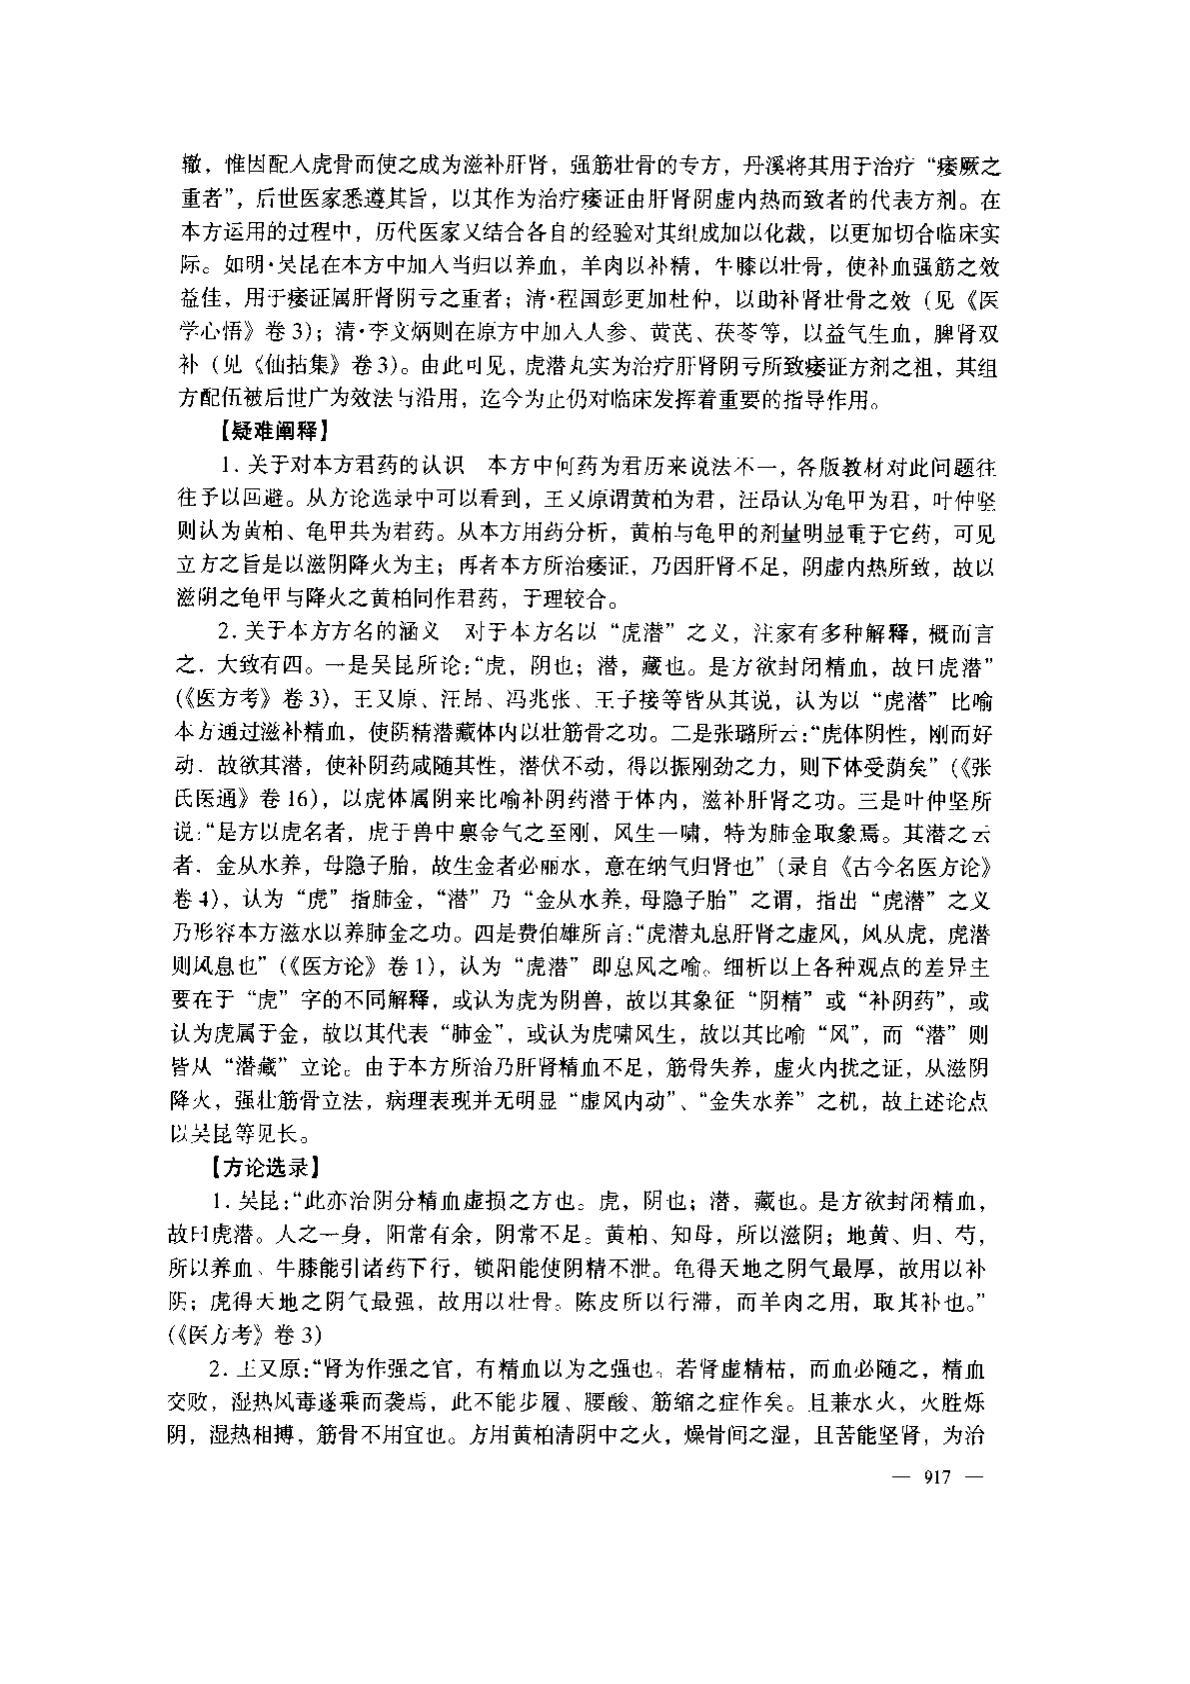 辙，惟因配人虎骨而使之成为滋补肝肾，强筋壮骨的专方，丹溪将其用于治疗“痿厥之
重者”，后世医家悉遵其旨，以其作为治疗痿证由肝肾阴虚内热而致者的代表方剂。在
本方运用的过程中，历代医家又结合各自的经验对其组成加以化裁，以更加切合临床实
际。如明·吴昆在本方中加人当归以养血，羊肉以补精，牛膝以壮骨，使补血强筋之效
益佳，用于痿证属肝肾阴亏之重者；清·程国彭更加杜仲，以助补肾壮骨之效（见《医
学心悟》卷3）；清·李文炳则在原方中加入人参、黄芪、茯苓等，以益气生血，脾肾双
补（见《仙拈集》卷3）。由此可见，虎潜丸实为治疗肝肾阴亏所致痿证方剂之祖，其组
方配伍被后世广为效法与沿用，迄今为止仍对临床发挥着重要的指导作用。
【疑难阐释】
1. 关于对本方君药的认识　本方中何药为君历来说法不一，各版教材对此问题往
往予以回避。从方论选录中可以看到，王又原谓黄柏为君，汪昂认为龟甲为君，叶仲坚
则认为黄柏、龟甲共为君药。从本方用药分析，黄柏与龟甲的剂量明显重于它药，可见
立方之旨是以滋阴降火为主；再者本方所治痿证，乃因肝肾不足，阴虚内热所致，故以
滋阴之龟甲与降火之黄柏同作君药，于理较合。
2. 关于本方方名的涵义　对于本方名以“虎潜”之义，注家有多种解释，概而言
之，大致有四。一是吴昆所论：“虎，阴也；潜，藏也。是方欲封闭精血，故曰虎潜”
（《医方考》卷3），王又原、汪昂、冯兆张、王子接等皆从其说，认为以“虎潜”比喻
本方通过滋补精血，使阴精潜藏体内以壮筋骨之功。二是张璐所云：“虎体阴性，刚而好
动，故欲其潜，使补阴药咸随其性，潜伏不动，得以振刚劲之力，则下体受荫矣”（《张
氏医通》卷16），以虎体属阴来比喻补阴药潜于体内，滋补肝肾之功。三是叶仲坚所
说：“是方以虎名者，虎于兽中禀金气之至刚，风生一啸，特为肺金取象焉。其潜之云
者，金从水养，母隐子胎，故生金者必丽水，意在纳气归肾也”（录自《古今名医方论》
卷4），认为“虎”指肺金，“潜”乃“金从水养，母隐子胎”之谓，指出“虎潜”之义
乃形容本方滋水以养肺金之功。四是费伯雄所言：“虎潜丸息肝肾之虚风，风从虎，虎潜
则风息也”（《医方论》卷1），认为“虎潜”即息风之喻。细析以上各种观点的差异主
要在于“虎”字的不同解释，或认为虎为阴兽，故以其象征“阴精”或“补阴药”，或
认为虎属于金，故以其代表“肺金”，或认为虎啸风生，故以其比喻“风”，而“潜”则
皆从“潜藏”立论。由于本方所治乃肝肾精血不足，筋骨失养，虚火内扰之证，从滋阴
降火，强壮筋骨立法，病理表现并无明显“虚风内动”、“金失水养”之机，故上述论点
以吴昆等见长。
【方论选录】
1. 吴昆：“此亦治阴分精血虚损之方也。虎，阴也；潜，藏也。是方欲封闭精血，
故曰虎潜。人之一身，阳常有余，阴常不足。黄柏、知母，所以滋阴；地黄、归、芍，
所以养血、牛膝能引诸药下行，锁阳能使阴精不泄。龟得天地之阴气最厚，故用以补
阴；虎得天地之阴气最强，故用以壮骨。陈皮所以行滞，而羊肉之用，取其补也。”
（《医方考》卷3）
2. 王又原：“肾为作强之官，有精血以为之强也。若肾虚精枯，而血必随之，精血
交败，湿热风毒遂乘而袭焉，此不能步履、腰酸、筋缩之症作矣。且兼水火，火胜烁
阴，湿热相搏，筋骨不用宜也。方用黄柏清阴中之火，燥骨间之湿，且苦能坚肾，为治
— 917 —